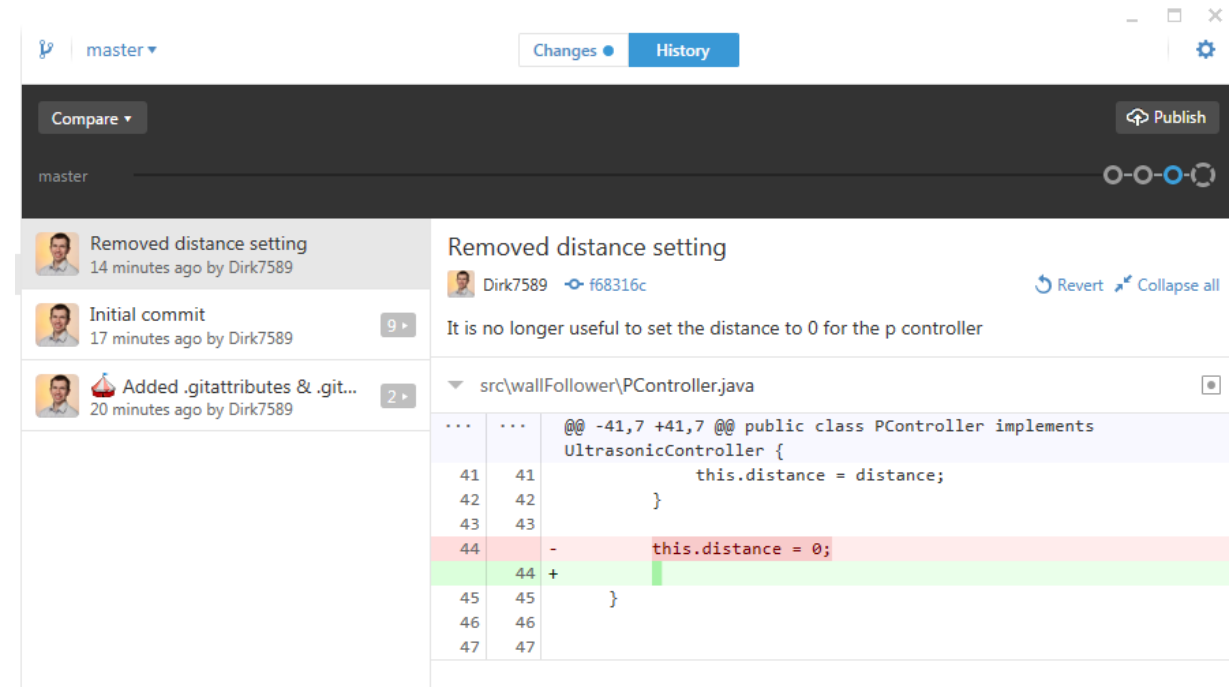 master
Changes
History
Compare
Publish
master
Removed distance setting
14 minutes ago by Dirk7589
Initial commit
17 minutes ago by Dirk7589
9
Added .gitattributes & .git...
20 minutes ago by Dirk7589
2
Removed distance setting
Dirk7589 f68316c
Revert Collapse all
It is no longer useful to set the distance to 0 for the p controller
src\wallFollower\PController.java
... ... @@ -41,7 +41,7 @@ public class PController implements
UltrasonicController {
41 41 this.distance = distance;
42 42 }
43 43
44 - this.distance = 0;
44 +
45 45 }
46 46
47 47